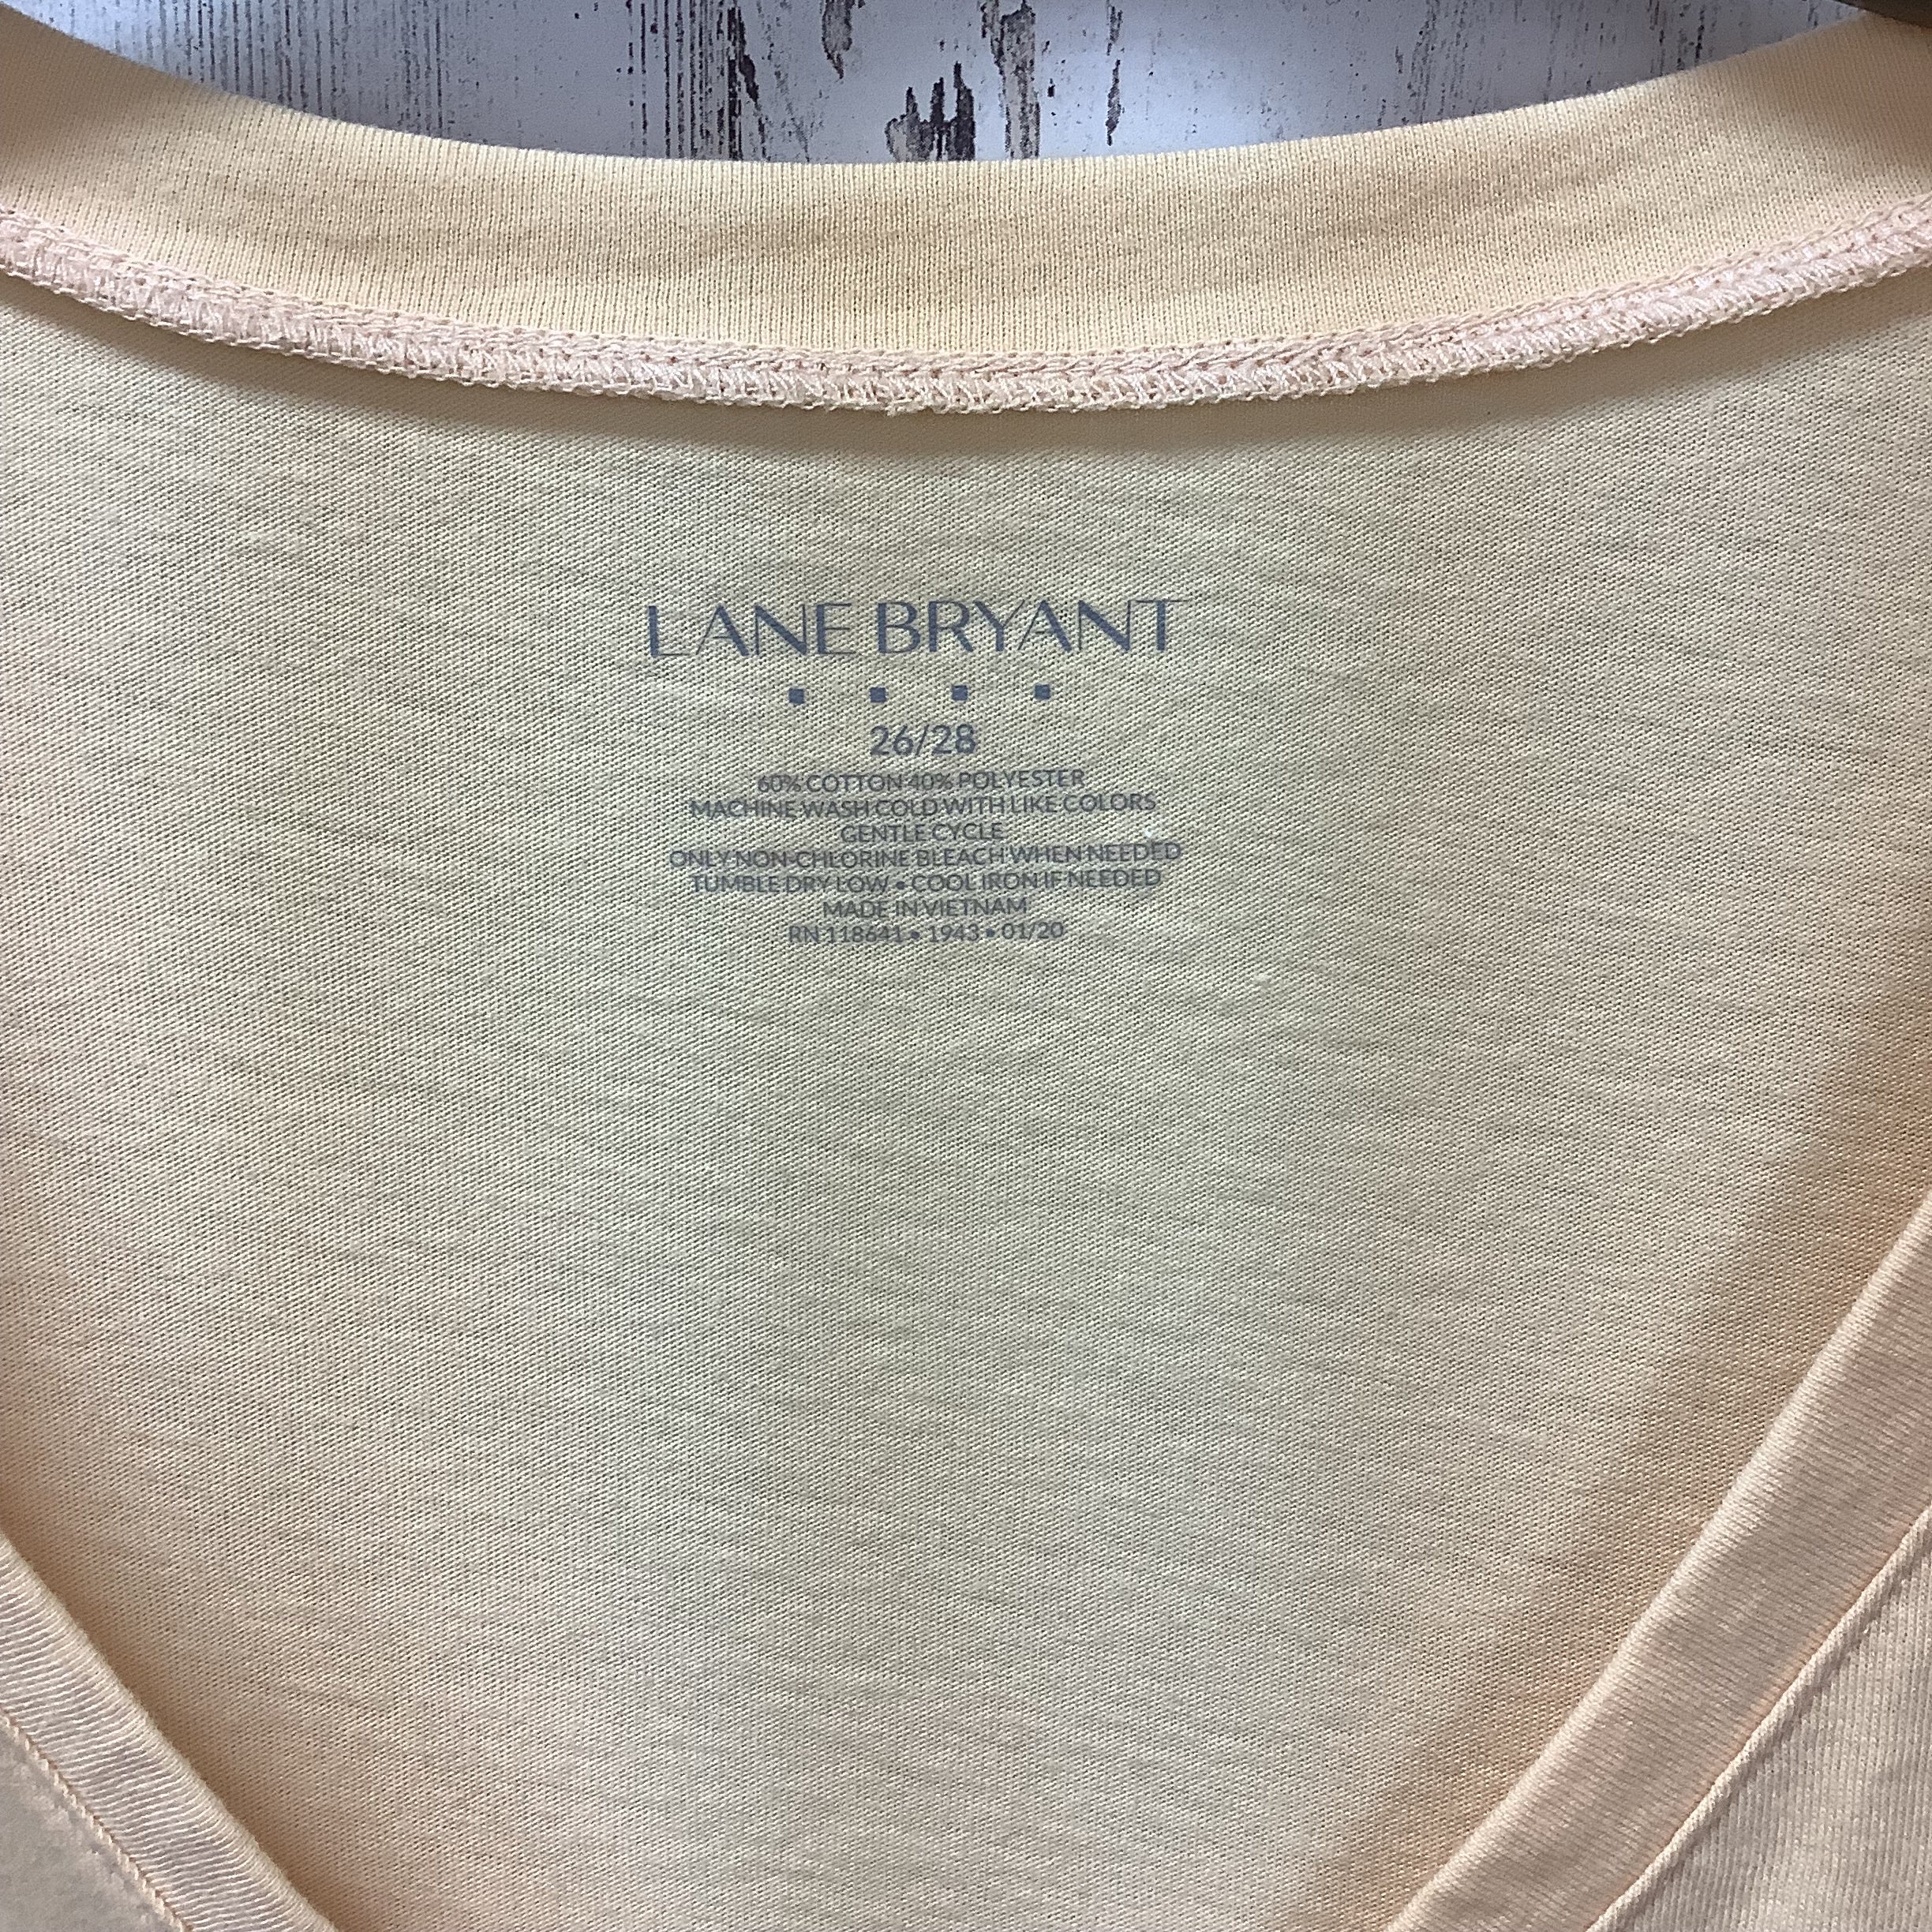 LANE BRYANT
26/28
60% COTTON 40% POLYESTER
MACHINE WASH COLD WITH LIKE COLORS
GENTLE CYCLE
ONLY NON-CHLORINE BLEACH WHEN NEEDED
TUMBLE DRY LOW • COOL IRON IF NEEDED
MADE IN VIETNAM
RN 118641 • 1943 • 01/20